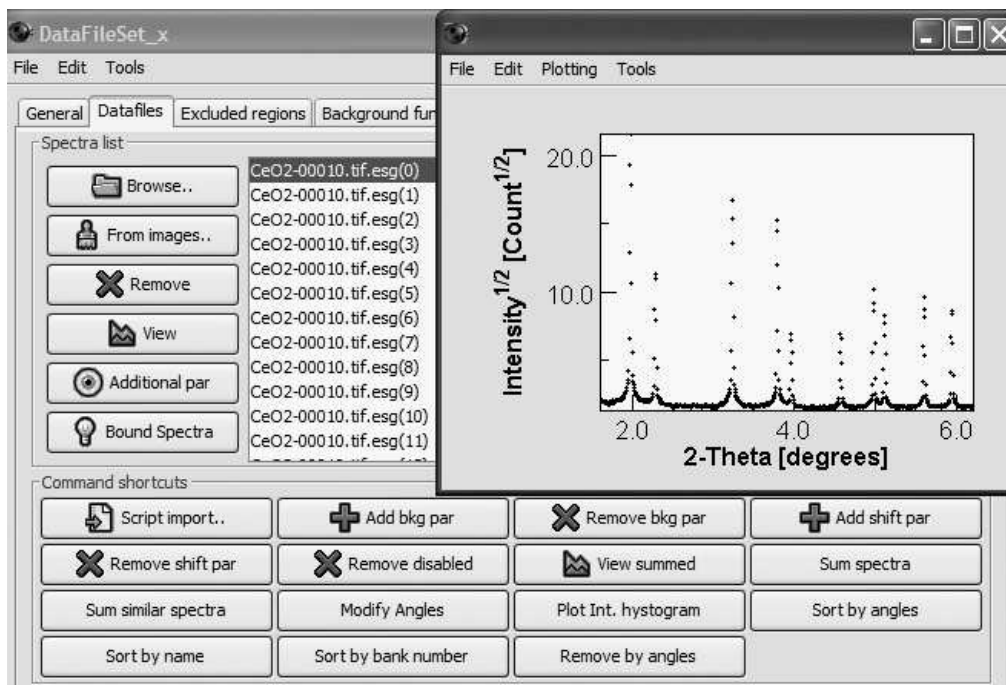 DataFileSet_x
File Edit Tools
General Datafiles Excluded regions Background fun
Spectra list
Browse..
From images..
Remove
View
Additional par
Bound Spectra
CeO2-00010.tif.esg(0)
CeO2-00010.tif.esg(1)
CeO2-00010.tif.esg(2)
CeO2-00010.tif.esg(3)
CeO2-00010.tif.esg(4)
CeO2-00010.tif.esg(5)
CeO2-00010.tif.esg(6)
CeO2-00010.tif.esg(7)
CeO2-00010.tif.esg(8)
CeO2-00010.tif.esg(9)
CeO2-00010.tif.esg(10)
CeO2-00010.tif.esg(11)
File Edit Plotting Tools
Intensity1/2 [Count1/2]
20.0
10.0
2.0 4.0 6.0
2-Theta [degrees]
Command shortcuts
Script import.. Add bkg par Remove bkg par Add shift par
Remove shift par Remove disabled View summed Sum spectra
Sum similar spectra Modify Angles Plot Int. hystogram Sort by angles
Sort by name Sort by bank number Remove by angles